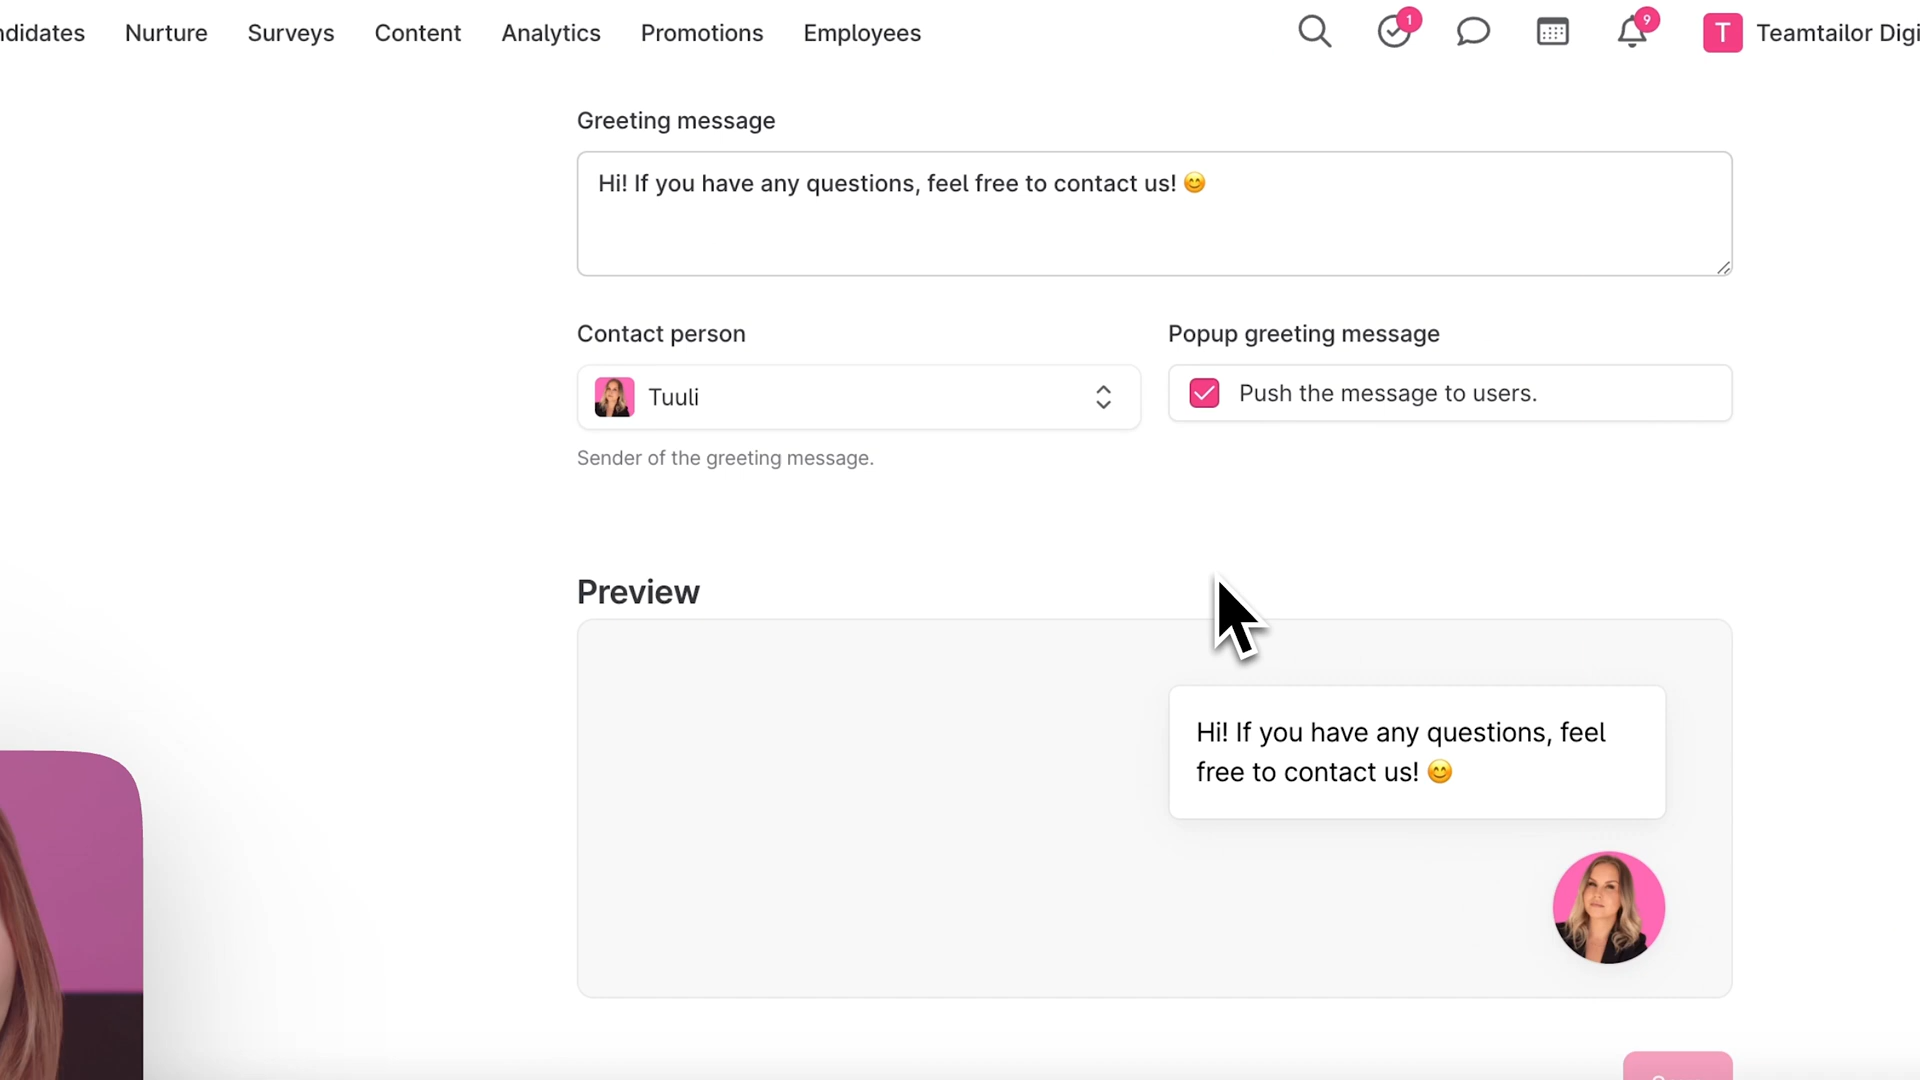 ndidates Nurture Surveys Content Analytics Promotions Employees 1 9 T Teamtailor Digi
Greeting message
Hi! If you have any questions, feel free to contact us! 😊
Contact person Popup greeting message
Tuuli Push the message to users.
Sender of the greeting message.
Preview
Hi! If you have any questions, feel
free to contact us! 😊